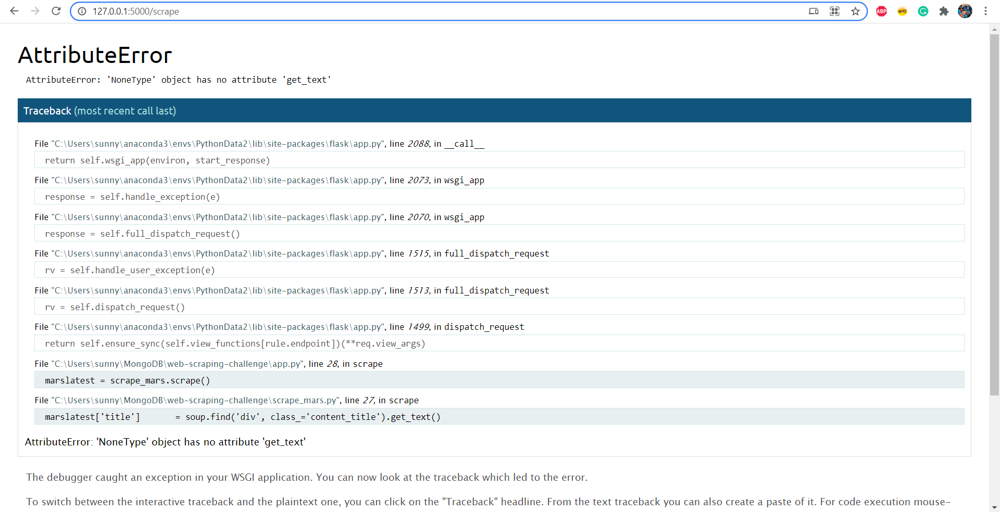 127.0.0.1:5000/scrape
ABP
AttributeError
AttributeError: 'NoneType' object has no attribute 'get_text'
Traceback (most recent call last)
File "C:\Users\sunny\anaconda3\envs\PythonData2\lib\site-packages\flask\app.py", line 2088, in __call__
return self.wsgi_app(environ, start_response)
File "C:\Users\sunny\anaconda3\envs\PythonData2\lib\site-packages\flask\app.py", line 2073, in wsgi_app
response = self.handle_exception(e)
File "C:\Users\sunny\anaconda3\envs\PythonData2\lib\site-packages\flask\app.py", line 2070, in wsgi_app
response = self.full_dispatch_request()
File "C:\Users\sunny\anaconda3\envs\PythonData2\lib\site-packages\flask\app.py", line 1515, in full_dispatch_request
rv = self.handle_user_exception(e)
File "C:\Users\sunny\anaconda3\envs\PythonData2\lib\site-packages\flask\app.py", line 1513, in full_dispatch_request
rv = self.dispatch_request()
File "C:\Users\sunny\anaconda3\envs\PythonData2\lib\site-packages\flask\app.py", line 1499, in dispatch_request
return self.ensure_sync(self.view_functions[rule.endpoint])(**req.view_args)
File "C:\Users\sunny\MongoDB\web-scraping-challenge\app.py", line 28, in scrape
marslatest = scrape_mars.scrape()
File "C:\Users\sunny\MongoDB\web-scraping-challenge\scrape_mars.py", line 27, in scrape
marslatest['title']       = soup.find('div', class_='content_title').get_text()
AttributeError: 'NoneType' object has no attribute 'get_text'
The debugger caught an exception in your WSGI application. You can now look at the traceback which led to the error.
To switch between the interactive traceback and the plaintext one, you can click on the "Traceback" headline. From the text traceback you can also create a paste of it. For code execution mouse-